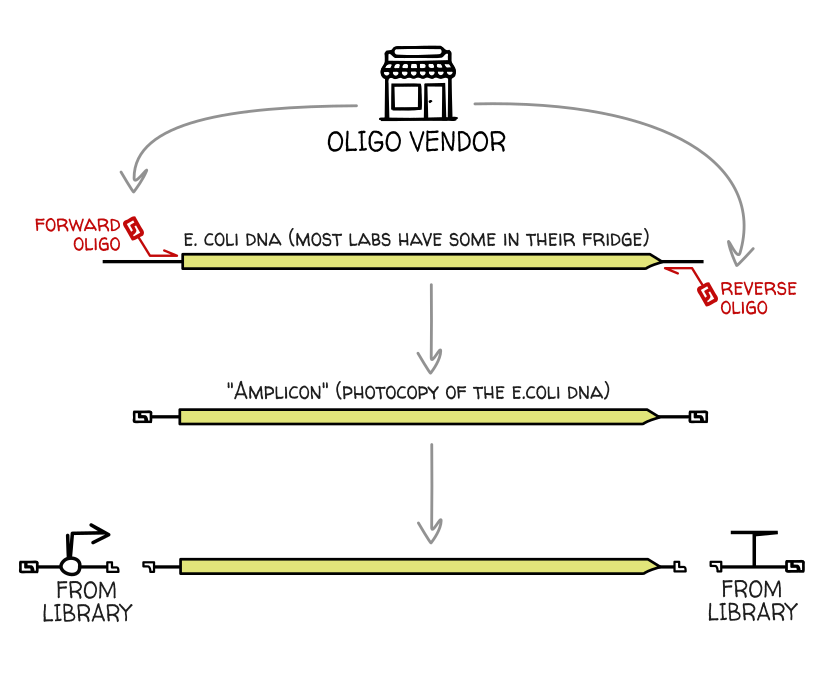 OLIGO VENDOR
FORWARD
OLIGO
E. COLI DNA (MOST LABS HAVE SOME IN THEIR FRIDGE)
REVERSE
OLIGO
"AMPLICON" (PHOTOCOPY OF THE E.COLI DNA)
FROM
LIBRARY
FROM
LIBRARY